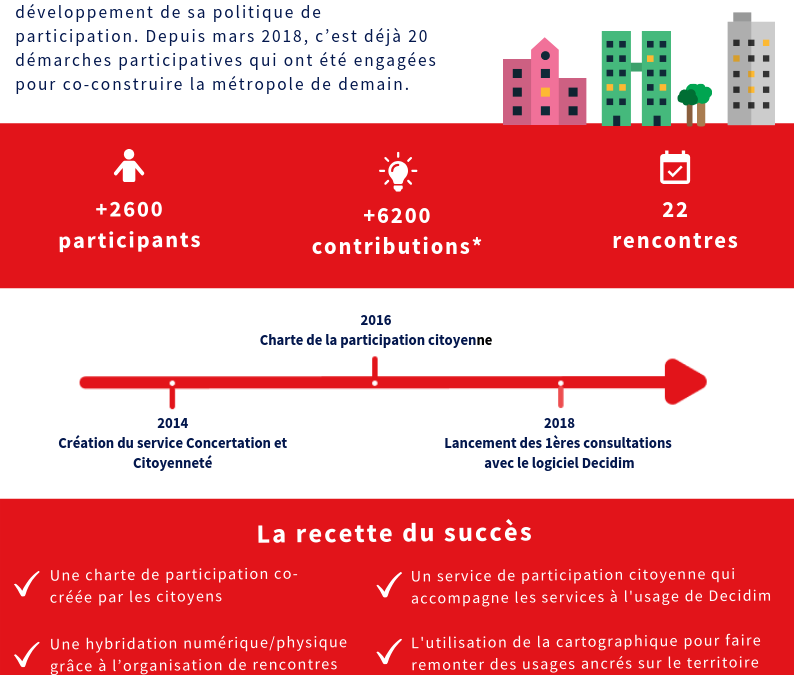 développement de sa politique de
participation. Depuis mars 2018, c’est déjà 20
démarches participatives qui ont été engagées
pour co-construire la métropole de demain.
+2600
participants
+6200
contributions*
22
rencontres
2016
Charte de la participation citoyenne
2014
Création du service Concertation et
Citoyenneté
2018
Lancement des 1ères consultations
avec le logiciel Decidim
La recette du succès
Une charte de participation co-
créée par les citoyens
Un service de participation citoyenne qui
accompagne les services à l'usage de Decidim
Une hybridation numérique/physique
grâce à l’organisation de rencontres
L'utilisation de la cartographique pour faire
remonter des usages ancrés sur le territoire